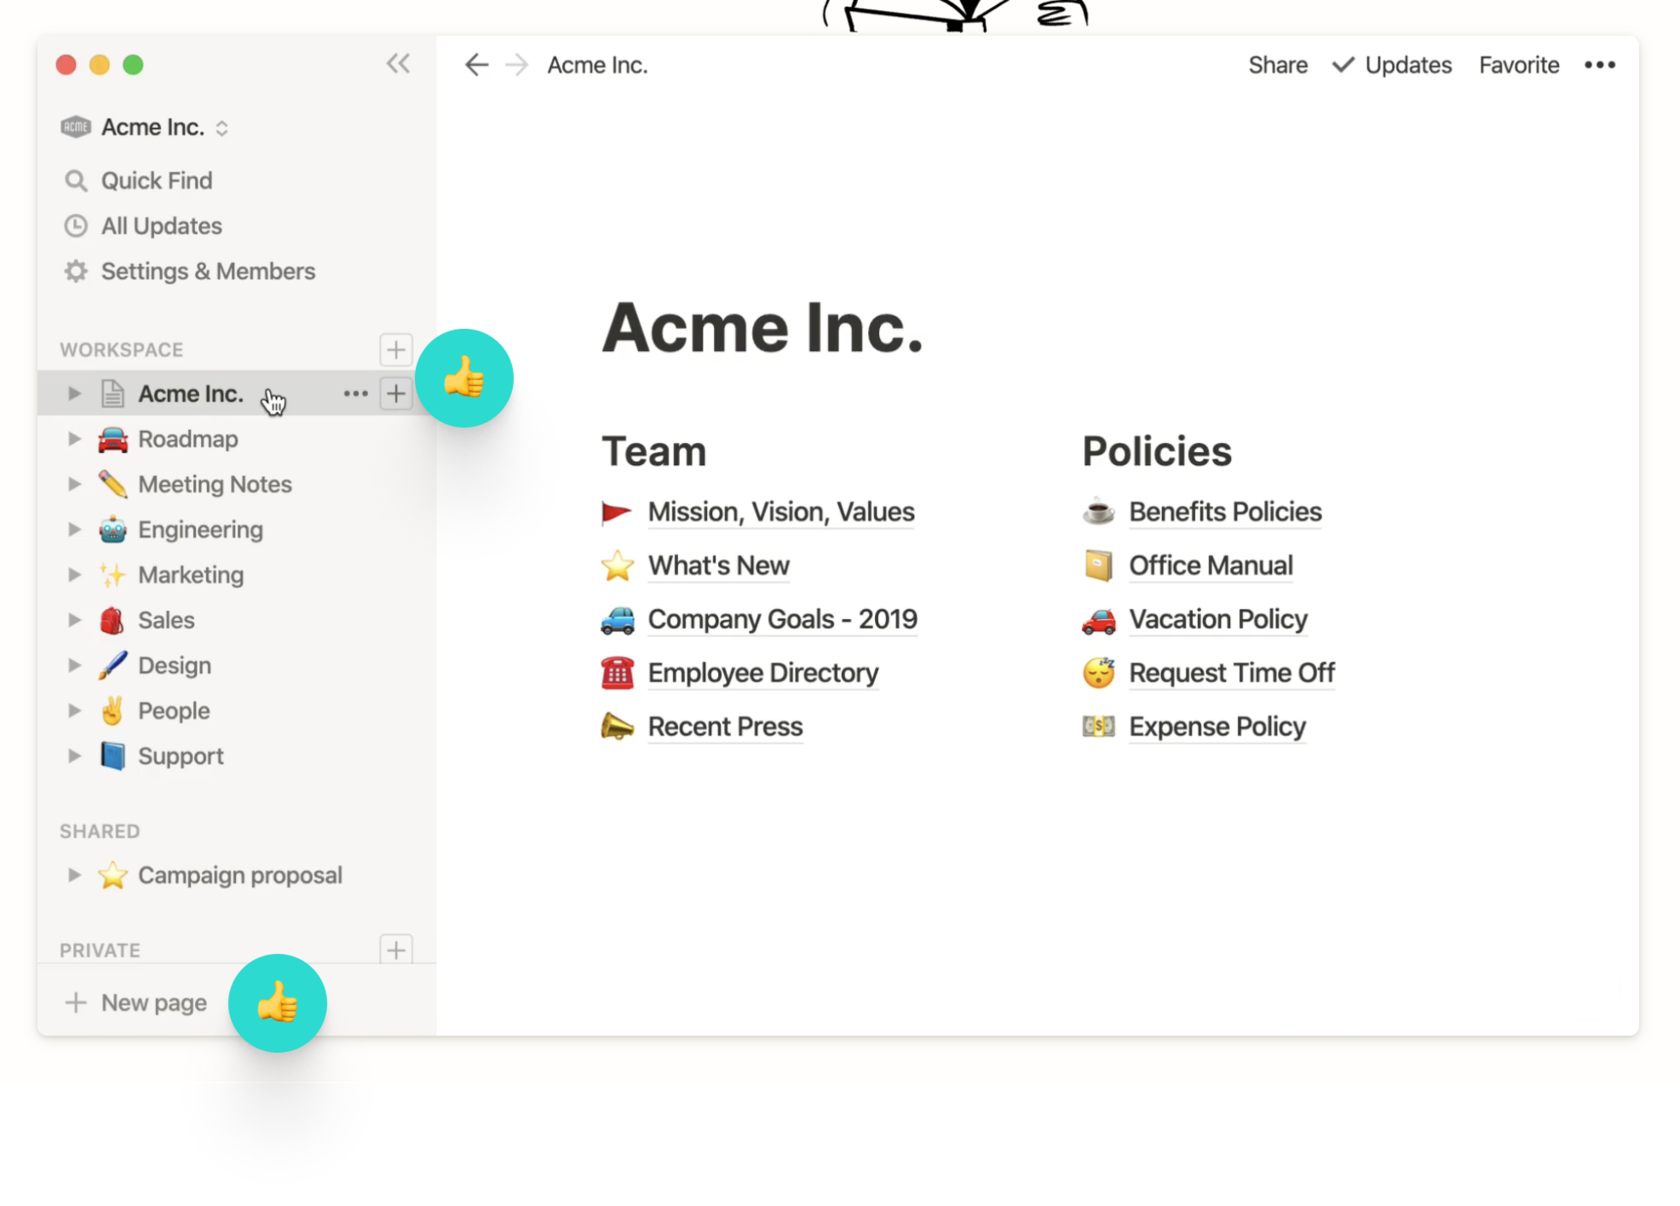 Acme Inc.
Share
Updates
Favorite
ACME
Acme Inc.
Quick Find
All Updates
Settings & Members
WORKSPACE
Acme Inc.
Roadmap
Meeting Notes
Engineering
Marketing
Sales
Design
People
Support
SHARED
Campaign proposal
PRIVATE
New page
Acme Inc.
Team
Mission, Vision, Values
What's New
Company Goals - 2019
Employee Directory
Recent Press
Policies
Benefits Policies
Office Manual
Vacation Policy
Request Time Off
Expense Policy